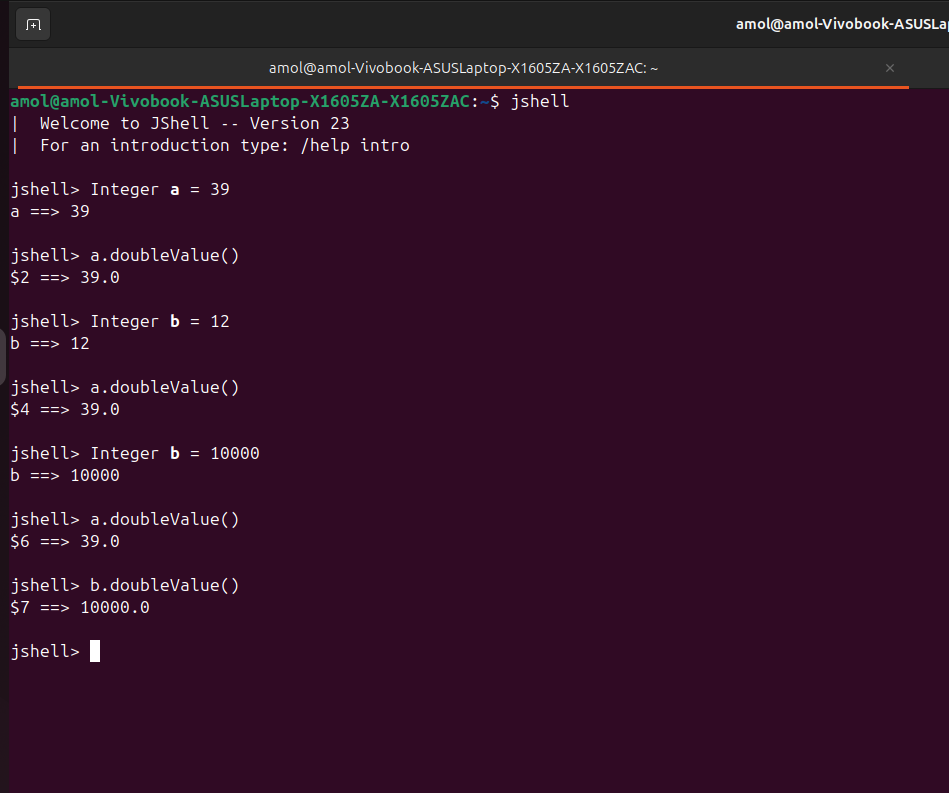 amol@amol-Vivobook-ASUSLap
amol@amol-Vivobook-ASUSLaptop-X1605ZA-X1605ZAC: ~
amol@amol-Vivobook-ASUSLaptop-X1605ZA-X1605ZAC:~$ jshell
|  Welcome to JShell -- Version 23
|  For an introduction type: /help intro
jshell> Integer a = 39
a ==> 39
jshell> a.doubleValue()
$2 ==> 39.0
jshell> Integer b = 12
b ==> 12
jshell> a.doubleValue()
$4 ==> 39.0
jshell> Integer b = 10000
b ==> 10000
jshell> a.doubleValue()
$6 ==> 39.0
jshell> b.doubleValue()
$7 ==> 10000.0
jshell>